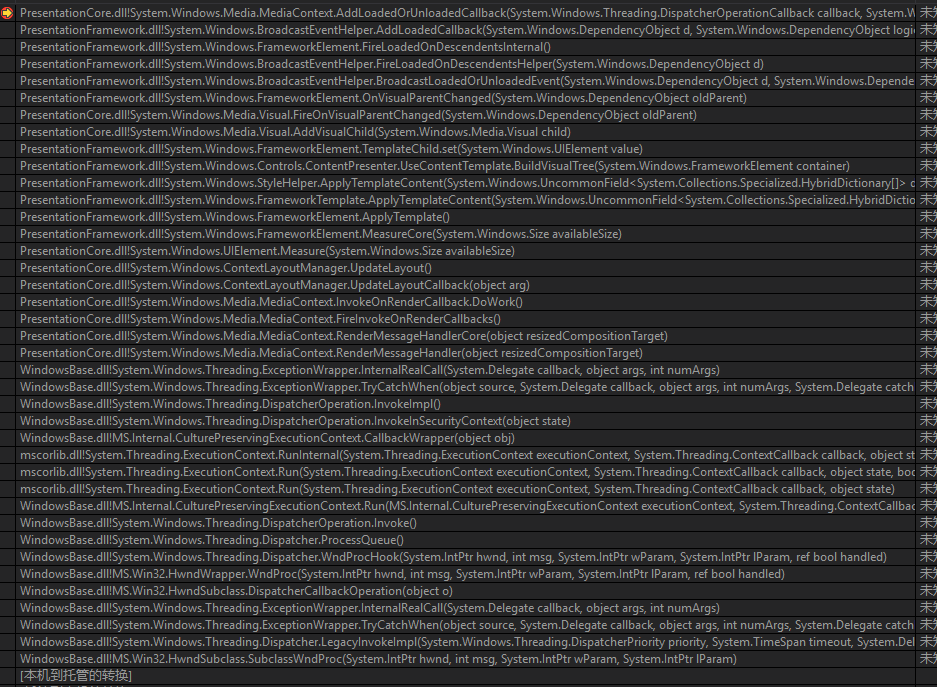 PresentationCore.dll!System.Windows.Media.MediaContext.AddLoadedOrUnloadedCallback(System.Windows.Threading.DispatcherOperationCallback callback, System.W 未
PresentationFramework.dll!System.Windows.BroadcastEventHelper.AddLoadedCallback(System.Windows.DependencyObject d, System.Windows.DependencyObject logi 未
PresentationFramework.dll!System.Windows.FrameworkElement.FireLoadedOnDescendentsInternal() 未
PresentationFramework.dll!System.Windows.BroadcastEventHelper.FireLoadedOnDescendentsHelper(System.Windows.DependencyObject d) 未
PresentationFramework.dll!System.Windows.BroadcastEventHelper.BroadcastLoadedOrUnloadedEvent(System.Windows.DependencyObject d, System.Windows.Depende 未
PresentationFramework.dll!System.Windows.FrameworkElement.OnVisualParentChanged(System.Windows.DependencyObject oldParent) 未
PresentationCore.dll!System.Windows.Media.Visual.FireOnVisualParentChanged(System.Windows.DependencyObject oldParent) 未
PresentationCore.dll!System.Windows.Media.Visual.AddVisualChild(System.Windows.Media.Visual child) 未
PresentationFramework.dll!System.Windows.FrameworkElement.TemplateChild.set(System.Windows.UIElement value) 未
PresentationFramework.dll!System.Windows.Controls.ContentPresenter.UseContentTemplate.BuildVisualTree(System.Windows.FrameworkElement container) 未
PresentationFramework.dll!System.Windows.StyleHelper.ApplyTemplateContent(System.Windows.UncommonField<System.Collections.Specialized.HybridDictionary[]> c 未
PresentationFramework.dll!System.Windows.FrameworkTemplate.ApplyTemplateContent(System.Windows.UncommonField<System.Collections.Specialized.HybridDictio 未
PresentationFramework.dll!System.Windows.FrameworkElement.ApplyTemplate() 未
PresentationFramework.dll!System.Windows.FrameworkElement.MeasureCore(System.Windows.Size availableSize) 未
PresentationCore.dll!System.Windows.UIElement.Measure(System.Windows.Size availableSize) 未
PresentationCore.dll!System.Windows.ContextLayoutManager.UpdateLayout() 未
PresentationCore.dll!System.Windows.ContextLayoutManager.UpdateLayoutCallback(object arg) 未
PresentationCore.dll!System.Windows.Media.MediaContext.InvokeOnRenderCallback.DoWork() 未
PresentationCore.dll!System.Windows.Media.MediaContext.FireInvokeOnRenderCallbacks() 未
PresentationCore.dll!System.Windows.Media.MediaContext.RenderMessageHandlerCore(object resizedCompositionTarget) 未
PresentationCore.dll!System.Windows.Media.MediaContext.RenderMessageHandler(object resizedCompositionTarget) 未
WindowsBase.dll!System.Windows.Threading.ExceptionWrapper.InternalRealCall(System.Delegate callback, object args, int numArgs) 未
WindowsBase.dll!System.Windows.Threading.ExceptionWrapper.TryCatchWhen(object source, System.Delegate callback, object args, int numArgs, System.Delegate catch 未
WindowsBase.dll!System.Windows.Threading.DispatcherOperation.InvokeImpl() 未
WindowsBase.dll!System.Windows.Threading.DispatcherOperation.InvokeInSecurityContext(object state) 未
WindowsBase.dll!MS.Internal.CulturePreservingExecutionContext.CallbackWrapper(object obj) 未
mscorlib.dll!System.Threading.ExecutionContext.RunInternal(System.Threading.ExecutionContext executionContext, System.Threading.ContextCallback callback, object st 未
mscorlib.dll!System.Threading.ExecutionContext.Run(System.Threading.ExecutionContext executionContext, System.Threading.ContextCallback callback, object state, boo 未
mscorlib.dll!System.Threading.ExecutionContext.Run(System.Threading.ExecutionContext executionContext, System.Threading.ContextCallback callback, object state) 未
WindowsBase.dll!MS.Internal.CulturePreservingExecutionContext.Run(MS.Internal.CulturePreservingExecutionContext executionContext, System.Threading.ContextCallbac 未
WindowsBase.dll!System.Windows.Threading.DispatcherOperation.Invoke() 未
WindowsBase.dll!System.Windows.Threading.Dispatcher.ProcessQueue() 未
WindowsBase.dll!System.Windows.Threading.Dispatcher.WndProcHook(System.IntPtr hwnd, int msg, System.IntPtr wParam, System.IntPtr lParam, ref bool handled) 未
WindowsBase.dll!MS.Win32.HwndWrapper.WndProc(System.IntPtr hwnd, int msg, System.IntPtr wParam, System.IntPtr lParam, ref bool handled) 未
WindowsBase.dll!MS.Win32.HwndSubclass.DispatcherCallbackOperation(object o) 未
WindowsBase.dll!System.Windows.Threading.ExceptionWrapper.InternalRealCall(System.Delegate callback, object args, int numArgs) 未
WindowsBase.dll!System.Windows.Threading.ExceptionWrapper.TryCatchWhen(object source, System.Delegate callback, object args, int numArgs, System.Delegate catch 未
WindowsBase.dll!System.Windows.Threading.Dispatcher.LegacyInvokeImpl(System.Windows.Threading.DispatcherPriority priority, System.TimeSpan timeout, System.Del 未
WindowsBase.dll!MS.Win32.HwndSubclass.SubclassWndProc(System.IntPtr hwnd, int msg, System.IntPtr wParam, System.IntPtr lParam) 未
[本机到托管的转换]